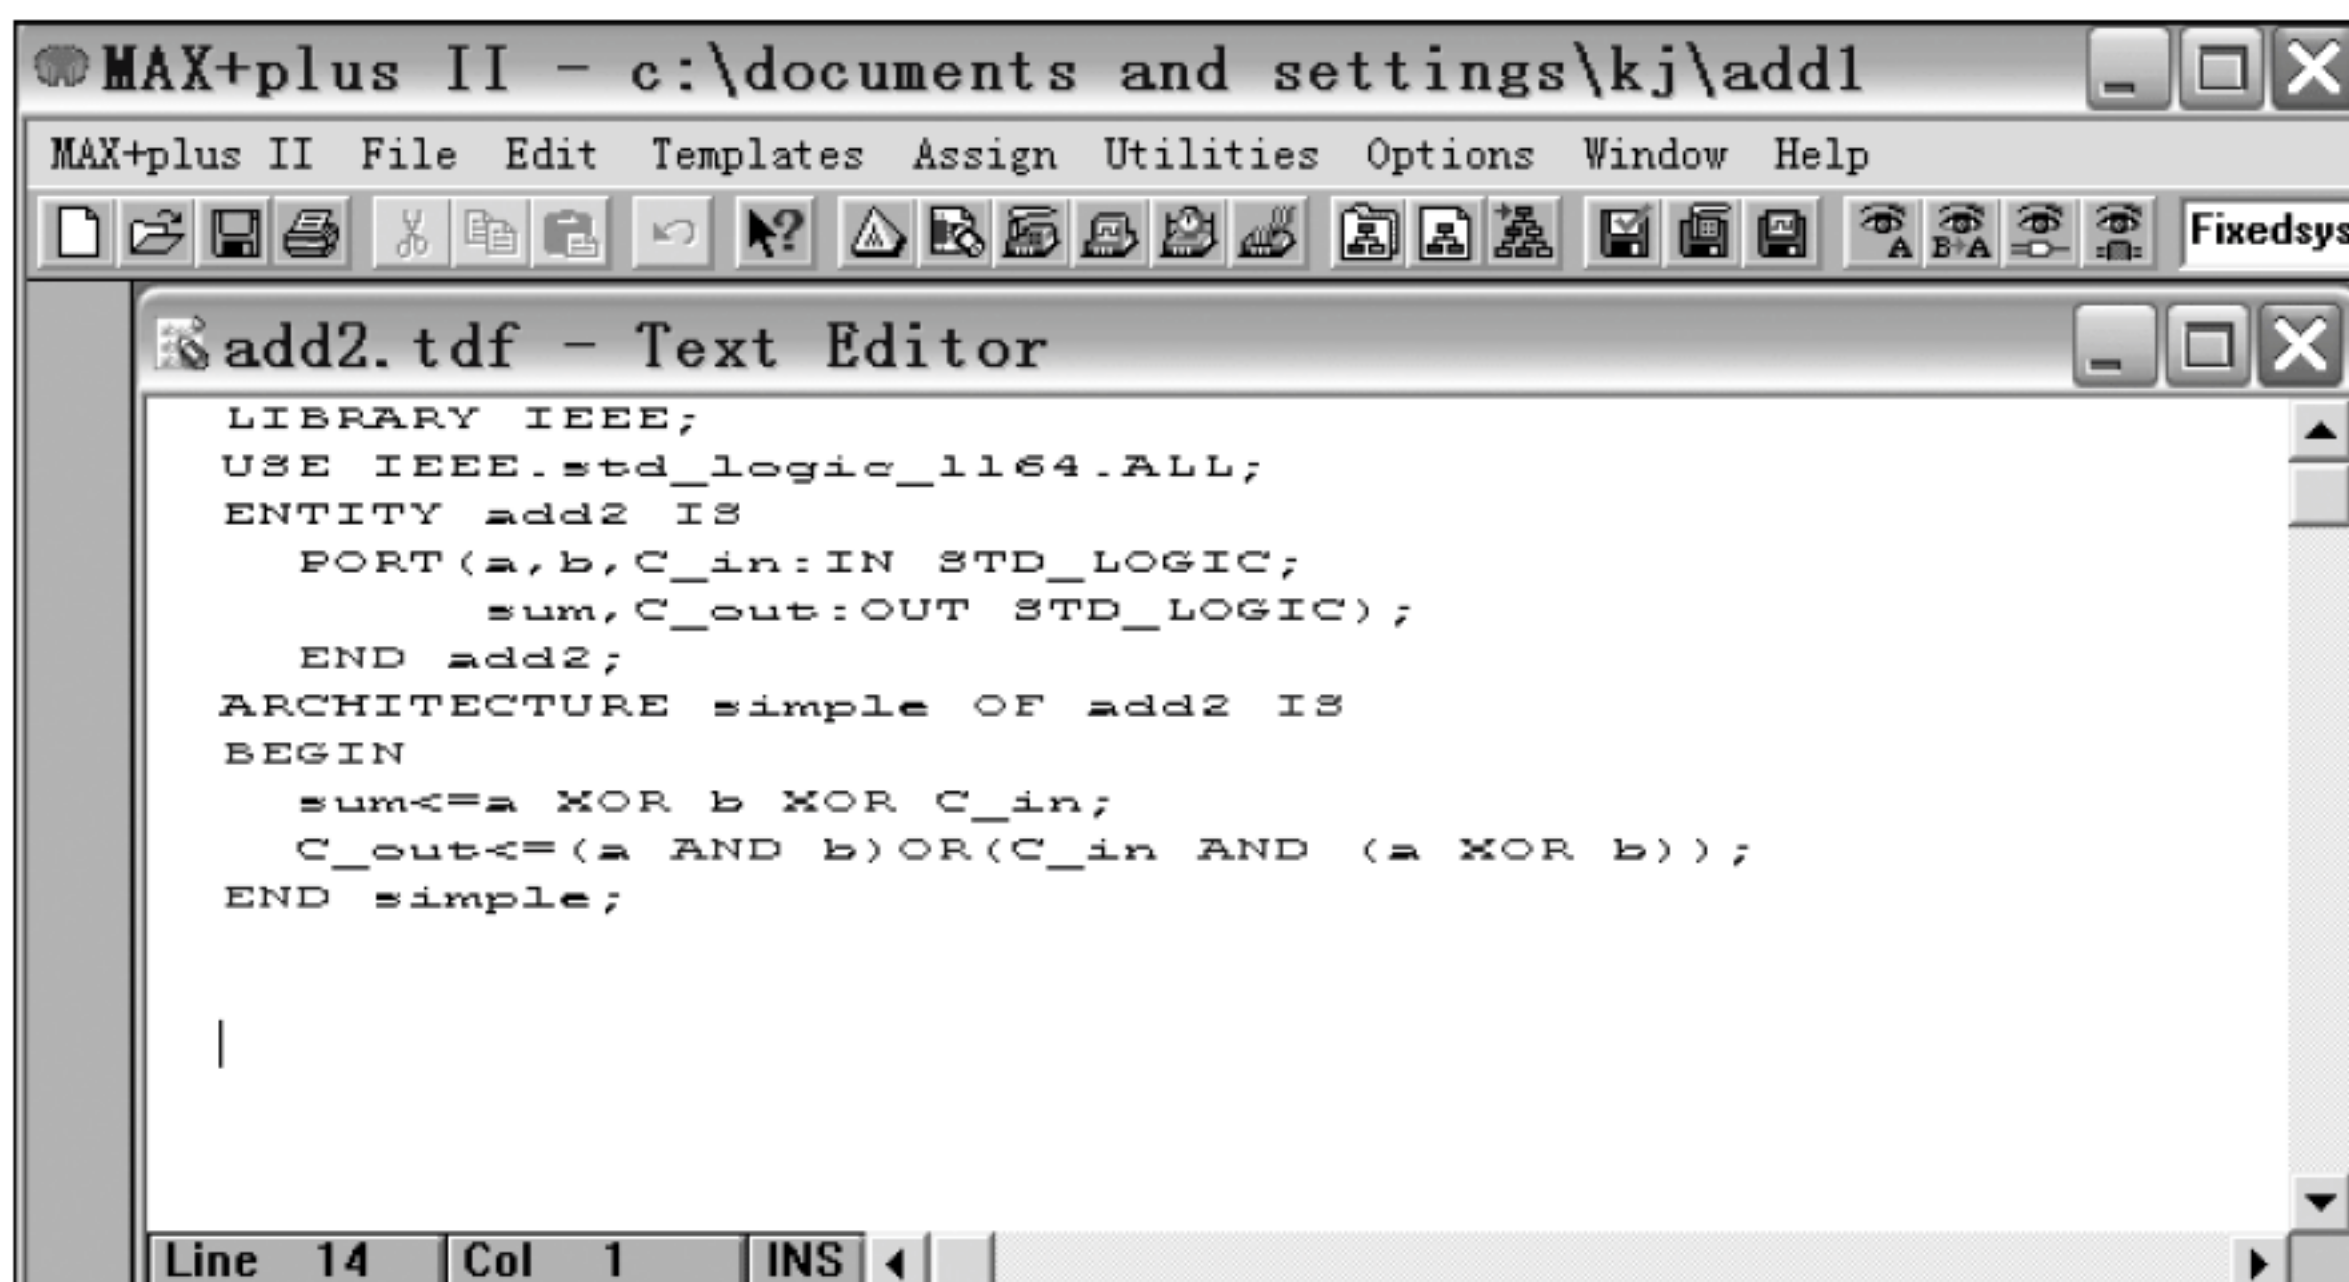 MAX+plus II - c:\documents and settings\kj\add1
MAX+plus II File Edit Templates Assign Utilities Options Window Help
Fixedsys
add2.tdf - Text Editor
LIBRARY IEEE;
USE IEEE.std_logic_1164.ALL;
ENTITY add2 IS
PORT(a,b,C_in:IN STD_LOGIC;
sum,C_out:OUT STD_LOGIC);
END add2;
ARCHITECTURE simple OF add2 IS
BEGIN
sum<=a XOR b XOR C_in;
C_out<=(a AND b)OR(C_in AND (a XOR b));
END simple;
Line 14 Col 1 INS